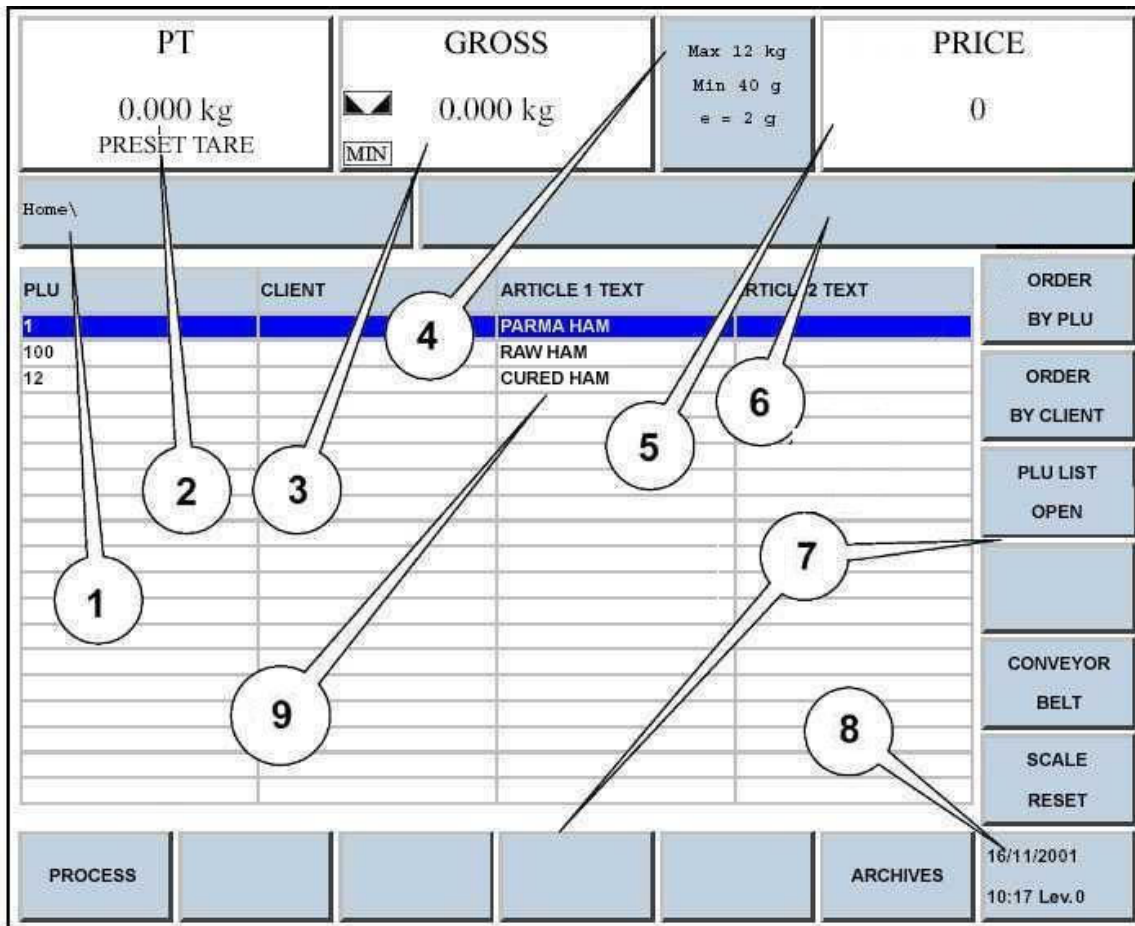 PT
0.000 kg
PRESET TARE
GROSS
0.000 kg
MIN
Max 12 kg
Min 40 g
e = 2 g
PRICE
0
Home\
PLU CLIENT ARTICLE 1 TEXT RTICL 2 TEXT
1 PARMA HAM
100 RAW HAM
12 CURED HAM
ORDER
BY PLU
ORDER
BY CLIENT
PLU LIST
OPEN
CONVEYOR
BELT
SCALE
RESET
1
2
3
4
5
6
7
8
9
PROCESS
ARCHIVES
16/11/2001
10:17 Lev.0